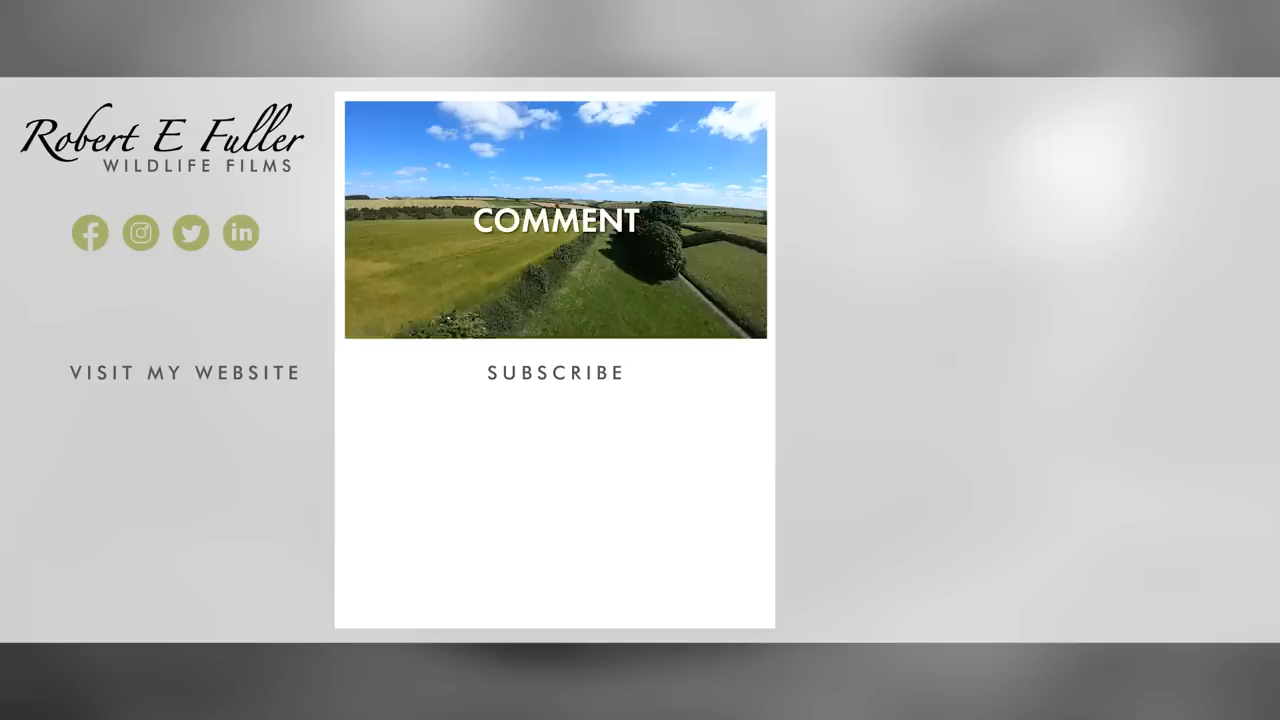 Robert E Fuller
WILDLIFE FILMS
COMMENT
VISIT MY WEBSITE
SUBSCRIBE